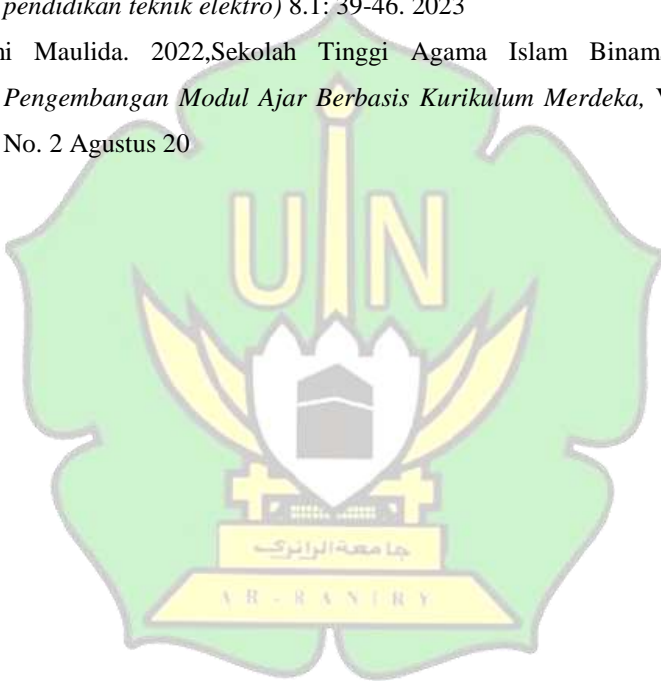 pendidikan teknik elektro) 8.1: 39-46. 2023
ni Maulida. 2022,Sekolah Tinggi Agama Islam Binam
Pengembangan Modul Ajar Berbasis Kurikulum Merdeka,
No. 2 Agustus 20
UIN
جامعة الرانري
AR-RANIRY